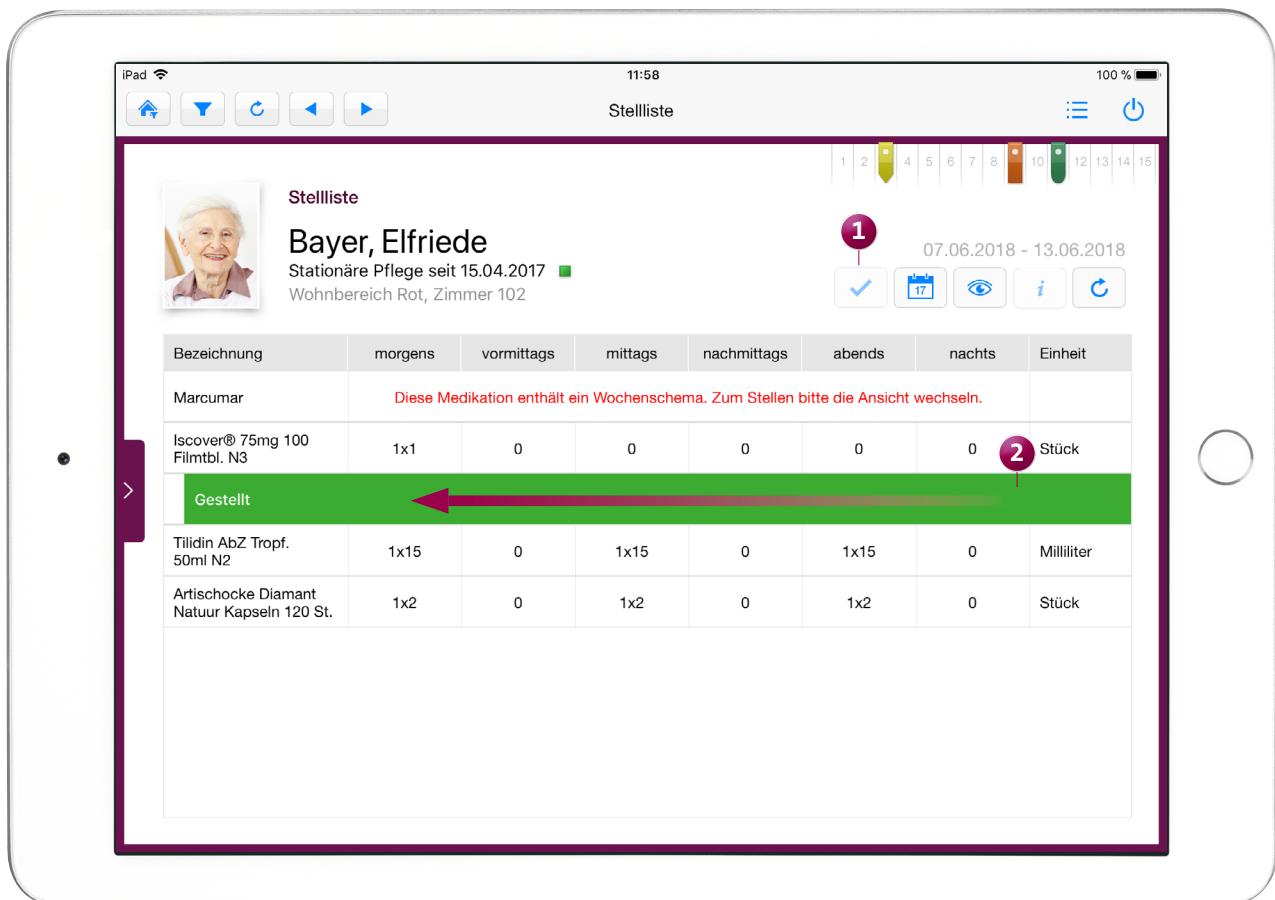 iPad 11:58 100 %
Stellliste
1 2 4 5 6 7 8 10 12 13 14 15
Stellliste
Bayer, Elfriede
Stationäre Pflege seit 15.04.2017
Wohnbereich Rot, Zimmer 102
1
07.06.2018 - 13.06.2018
17
i
Bezeichnung morgens vormittags mittags nachmittags abends nachts Einheit
Marcumar Diese Medikation enthält ein Wochenschema. Zum Stellen bitte die Ansicht wechseln.
Iscover® 75mg 100
Filmtbl. N3
1x1 0 0 0 0 0 Stück
2
Gestellt
Tilidin AbZ Tropf.
50ml N2
1x15 0 1x15 0 1x15 0 Milliliter
Artischocke Diamant
Natuur Kapseln 120 St.
1x2 0 1x2 0 1x2 0 Stück